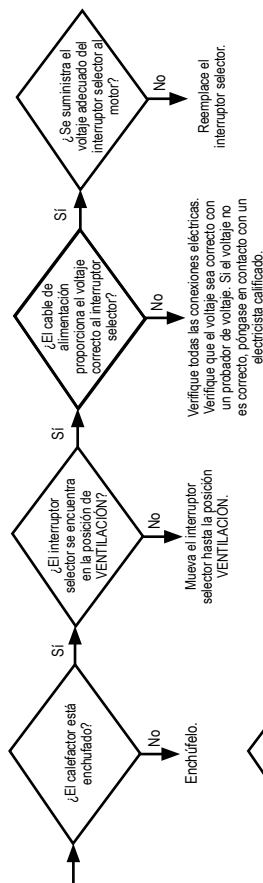 ¿El calefactor está
enchufado?
Sí
No
Enchúfelo.
¿El interruptor
selector se encuentra
en la posición de
VENTILACIÓN?
Sí
No
Mueva el interruptor
selector hasta la posición
VENTILACIÓN.
¿El cable de
alimentación
proporciona el voltaje
correcto al interruptor
selector?
Sí
No
Verifique todas las conexiones eléctricas.
Verifique que el voltaje sea correcto con
un probador de voltaje. Si el voltaje no
es correcto, póngase en contacto con un
electricista calificado.
¿Se suministra el
voltaje adecuado del
interruptor selector al
motor?
No
Reemplace el
interruptor selector.